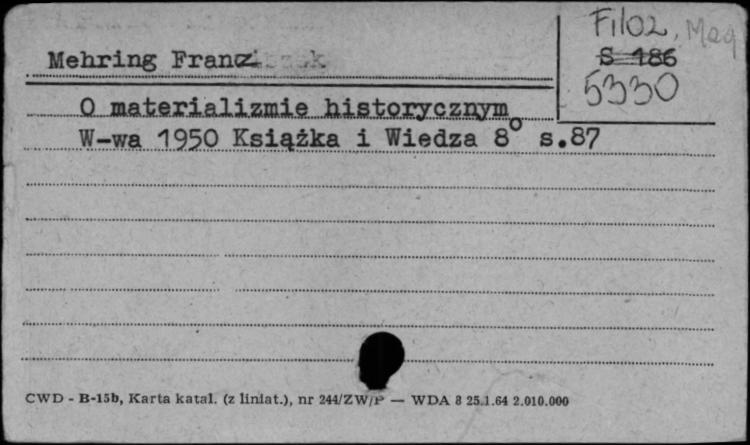 Filoz, Mag
S 186
5330
Mehring Franz
O materializmie historycznym
W-wa 1950 Książka i Wiedza 8° s.87
CWD - B-15b, Karta katal. (z liniat.), nr 244/ZW/P — WDA 8 25.1.64 2.010.000